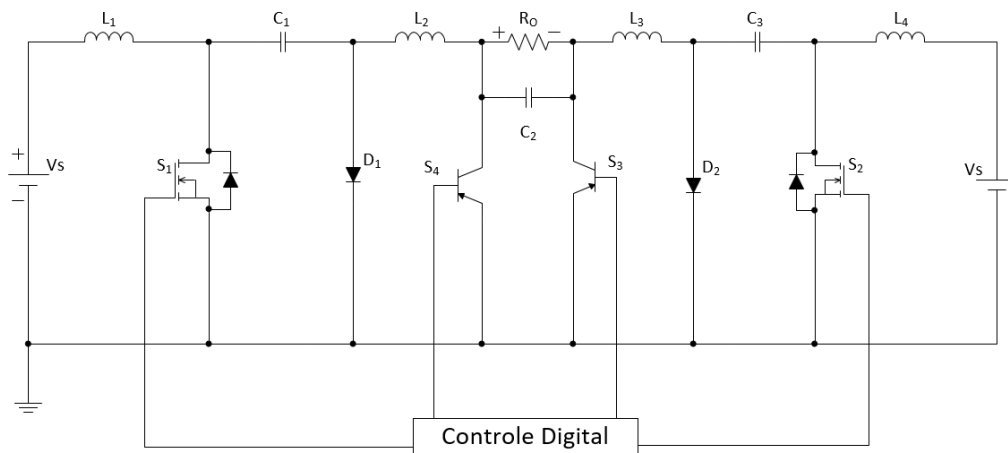 L1
C1
L2
RO
L3
C3
L4
+
−
+
Vs
−
S1
D1
S4
C2
S3
D2
S2
Vs
Controle Digital